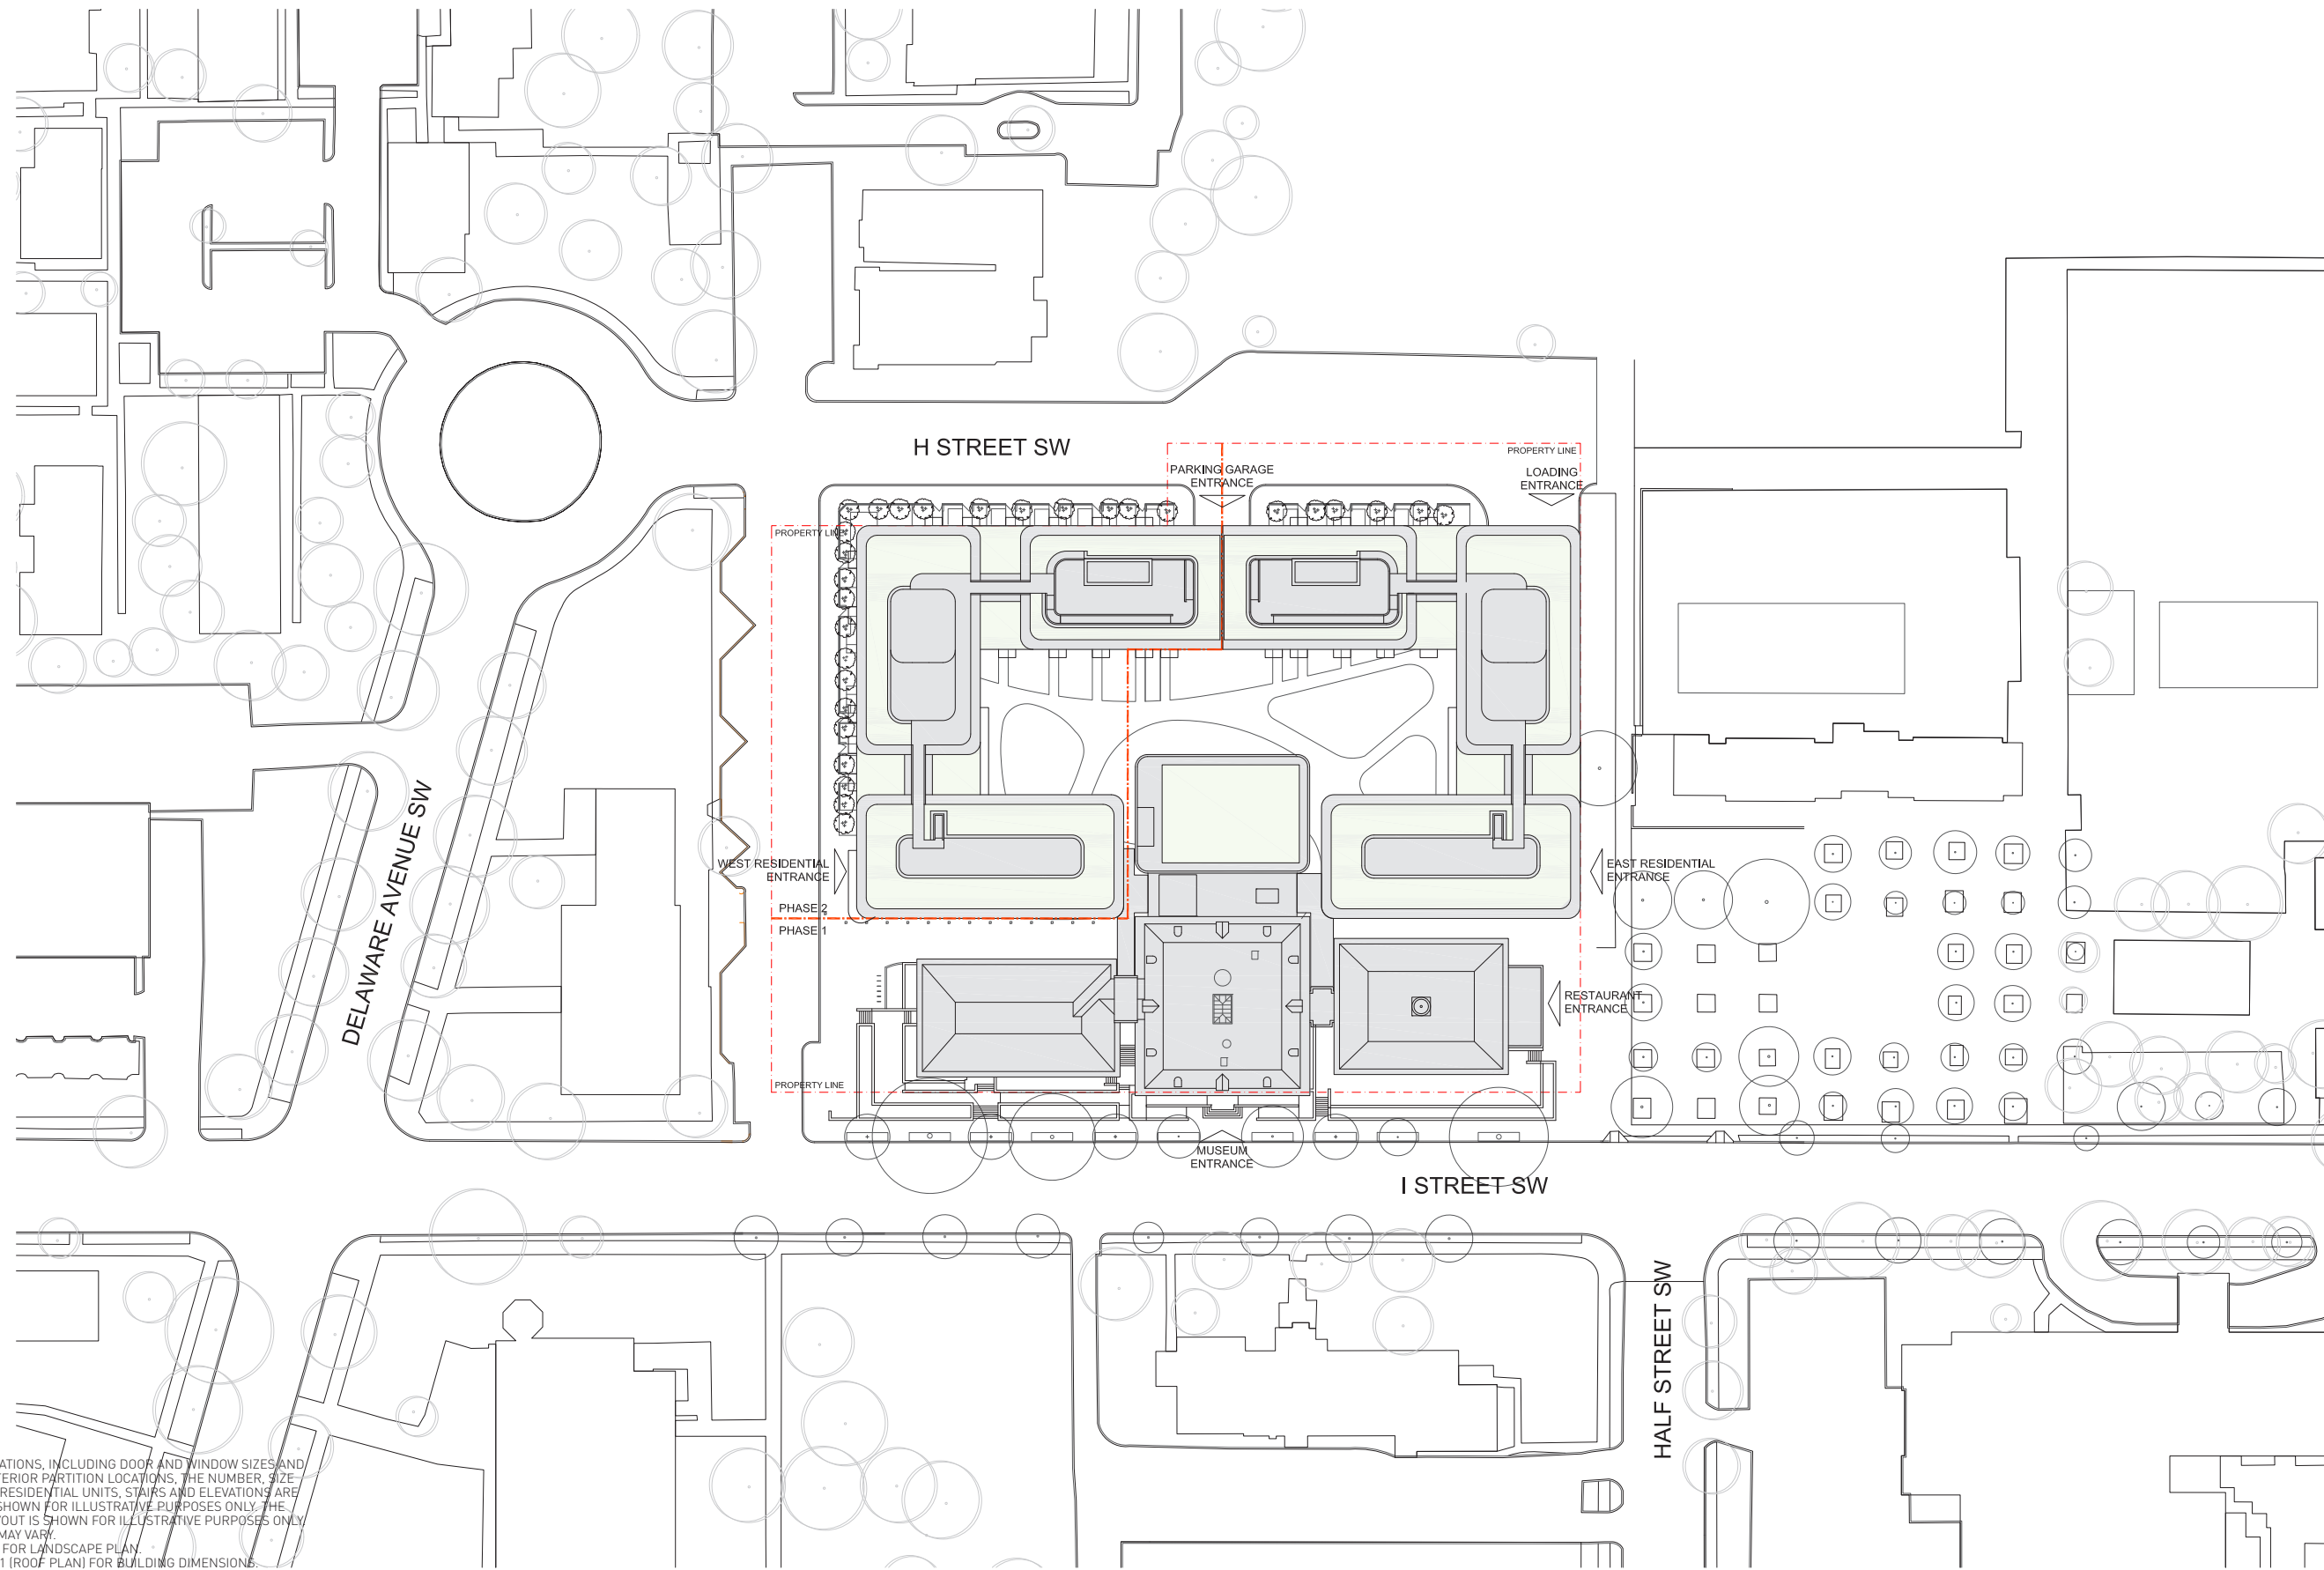 H STREET SW
PROPERTY LINE
PARKING GARAGE
ENTRANCE
LOADING
ENTRANCE
PROPERTY LINE
DELAWARE AVENUE SW
WEST RESIDENTIAL
ENTRANCE
EAST RESIDENTIAL
ENTRANCE
PHASE 2
PHASE 1
RESTAURANT
ENTRANCE
PROPERTY LINE
MUSEUM
ENTRANCE
I STREET SW
HALF STREET SW
ATIONS, INCLUDING DOOR AND WINDOW SIZES AND
TERIOR PARTITION LOCATIONS, THE NUMBER, SIZE
RESIDENTIAL UNITS, STAIRS AND ELEVATIONS ARE
SHOWN FOR ILLUSTRATIVE PURPOSES ONLY. THE
YOUT IS SHOWN FOR ILLUSTRATIVE PURPOSES ONLY,
MAY VARY.
FOR LANDSCAPE PLAN.
1 (ROOF PLAN) FOR BUILDING DIMENSIONS.